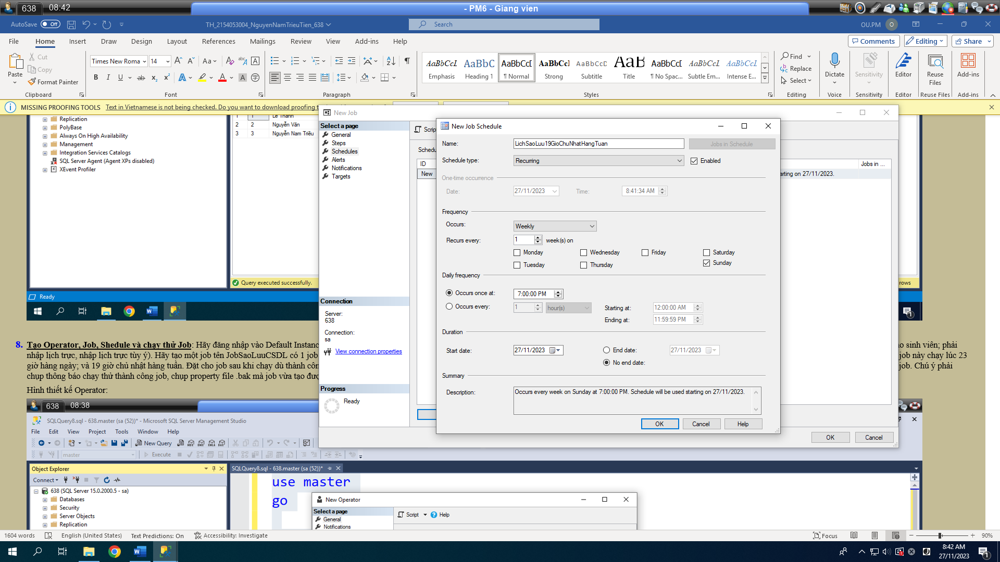 638 08:42 - PM6 - Giang vien
AutoSave Off TH_2154053004_NguyenNamTrieuTien_638 Search OU.PM O
File Home Insert Draw Design Layout References Mailings Review View Add-ins Help Comments Editing Share
Paste Cut Copy Format Painter
Times New Roma 14
AaBbCcI AaBbC AaBbCcI AaBbCcI AaBbCcD AaB AaBbCcI AaBbCcI AaBbCcI
Emphasis Heading 1 ¶ Normal Strong Subtitle Title ¶ No Spac... Subtle Em... Intense E...
Find Replace Select Dictate Sensitivity Editor Reuse Files Add-ins
Clipboard Font Paragraph Styles Editing Voice Sensitivity Editor Reuse Files Add-ins
MISSING PROOFING TOOLS Text in Vietnamese is not being checked. Do you want to download proofing t
Replication
PolyBase
Always On High Availability
Management
Integration Services Catalogs
SQL Server Agent (Agent XPs disabled)
XEvent Profiler
1 1 Lê Thành
2 2 Nguyễn Văn
3 3 Nguyễn Nam Triều
Query executed successfully.
rows
Ready
1
New Job
Select a page
General
Steps
Schedules
Alerts
Notifications
Targets
Connection
Server:
638
Connection:
sa
View connection properties
Progress
Ready
Scrip
Schedu
ID Jobs in ...
New arting on 27/11/2023.
OK Cancel
New Job Schedule
Name: LichSaoLuu19GioChuNhatHangTuan Jobs in Schedule
Schedule type: Recurring Enabled
One-time occurrence
Date: 27/11/2023 Time: 8:41:34 AM
Frequency
Occurs: Weekly
Recurs every: 1 week(s) on
Monday Wednesday Friday Saturday
Tuesday Thursday Sunday
Daily frequency
Occurs once at: 7:00:00 PM
Occurs every: 1 hour(s) Starting at: 12:00:00 AM
Ending at: 11:59:59 PM
Duration
Start date: 27/11/2023 End date: 27/11/2023
No end date:
Summary
Description: Occurs every week on Sunday at 7:00:00 PM. Schedule will be used starting on 27/11/2023.
OK Cancel Help
8. Tạo Operator, Job, Shedule và chạy thử Job: Hãy đăng nhập vào Default Instanc o sinh viên; phải
nhập lịch trực, nhập lịch trực tùy ý). Hãy tạo một job tên JobSaoLuuCSDL có 1 job job này chạy lúc 23
giờ hàng ngày; và 19 giờ chủ nhật hàng tuần. Đặt cho job sau khi chạy dù thành côn job. Chú ý phải
chụp thông báo chạy thử thành công job, chụp property file .bak mà job vừa tạo đượ
Hình thiết kế Operator:
638 08:38
SQLQuery8.sql - 638.master (sa (52))* - Microsoft SQL Server Management Studio
File Edit View Project Tools Window Help
New Query
master Execute
Object Explorer SQLQuery8.sql - 638.master (sa (52))*
Connect
638 (SQL Server 15.0.2000.5 - sa)
Databases
Security
Server Objects
Replication
use master
go
New Operator
Select a page
General
Notifications
Script Help
1604 words English (United States) Text Predictions: On Accessibility: Investigate Focus 90%
8:42 AM
27/11/2023
1